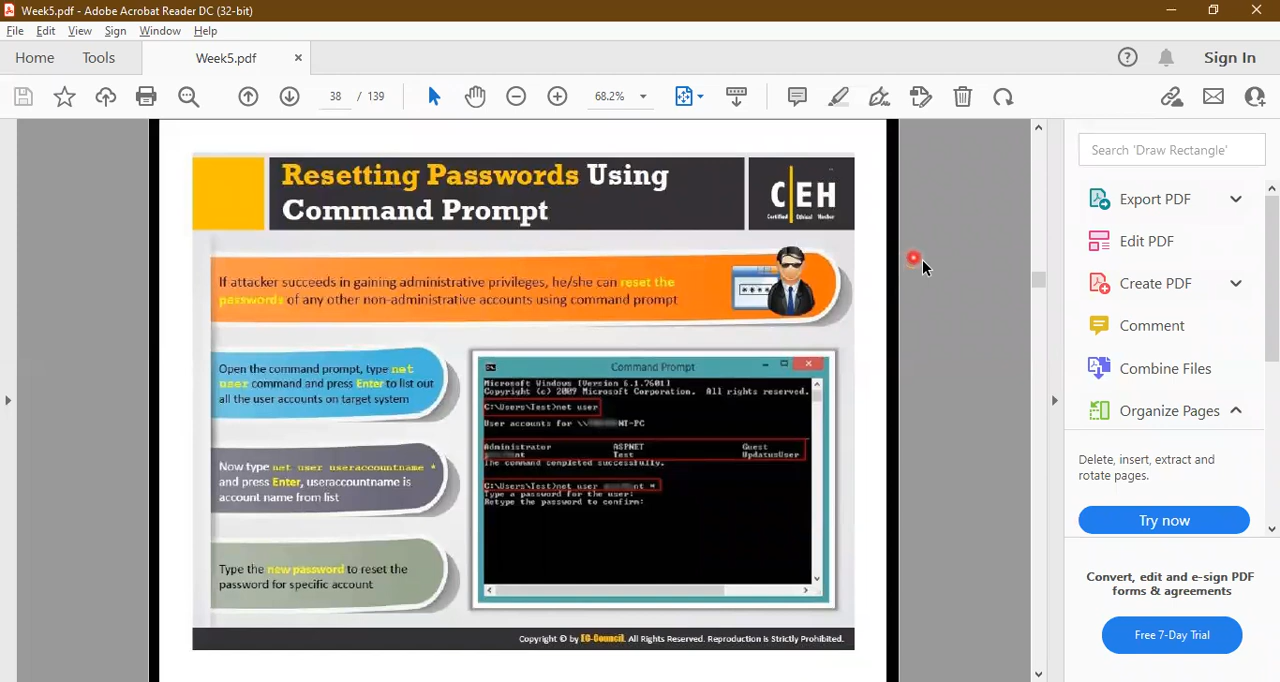 Week5.pdf - Adobe Acrobat Reader DC (32-bit)
File Edit View Sign Window Help
Home Tools Week5.pdf Sign In
38 / 139 68.2%
Resetting Passwords Using
Command Prompt
CEH
Certified Ethical Hacker
If attacker succeeds in gaining administrative privileges, he/she can reset the
passwords of any other non-administrative accounts using command prompt
Open the command prompt, type net
user command and press Enter to list out
all the user accounts on target system
Now type net user useraccountname *
and press Enter, useraccountname is
account name from list
Type the new password to reset the
password for specific account
Command Prompt
Microsoft Windows [Version 6.1.7601]
Copyright (c) 2009 Microsoft Corporation. All rights reserved.
C:\Users\Test>net user
User accounts for \\
Administrator ASPNET Guest
Test UpdatusUser
The command completed successfully.
C:\Users\Test>net user nt *
Type a password for the user:
Retype the password to confirm:
Copyright © by EC-Council. All Rights Reserved. Reproduction is Strictly Prohibited.
Search 'Draw Rectangle'
Export PDF
Edit PDF
Create PDF
Comment
Combine Files
Organize Pages
Delete, insert, extract and
rotate pages.
Try now
Convert, edit and e-sign PDF
forms & agreements
Free 7-Day Trial